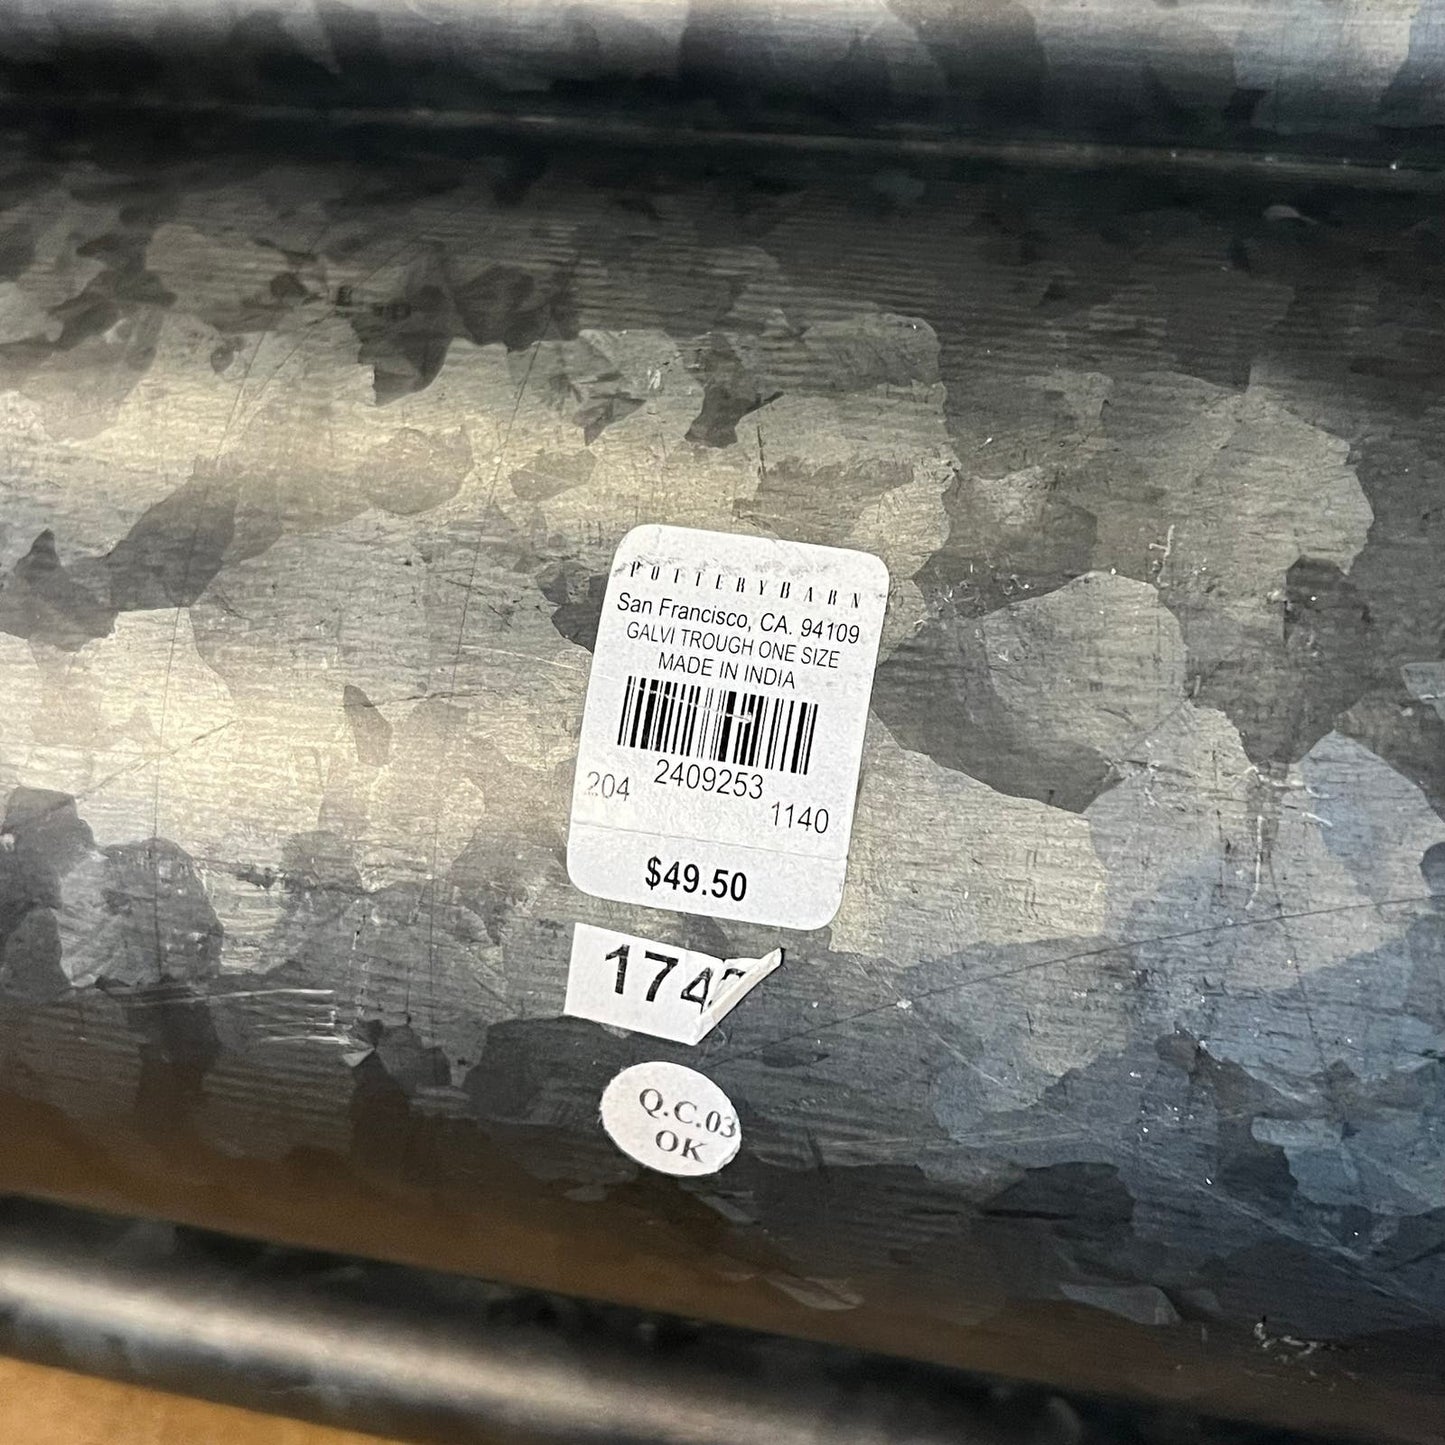 POTTERYBARN
San Francisco, CA. 94109
GALVI TROUGH ONE SIZE
MADE IN INDIA
2409253
204
1140
$49.50
174
Q.C.03
OK